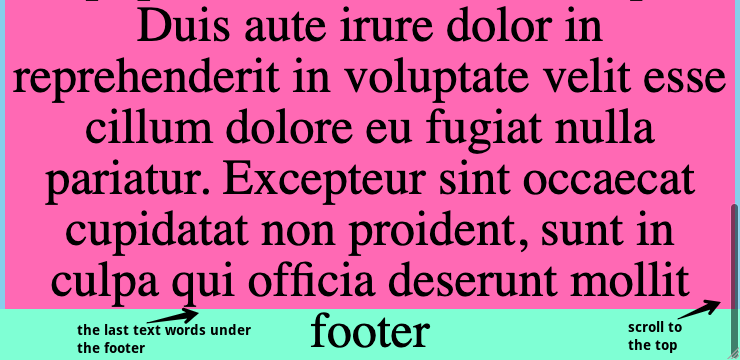 Duis aute irure dolor in
reprehenderit in voluptate velit esse
cillum dolore eu fugiat nulla
pariatur. Excepteur sint occaecat
cupidatat non proident, sunt in
culpa qui officia deserunt mollit
footer
the last text words under
the footer
scroll to
the top